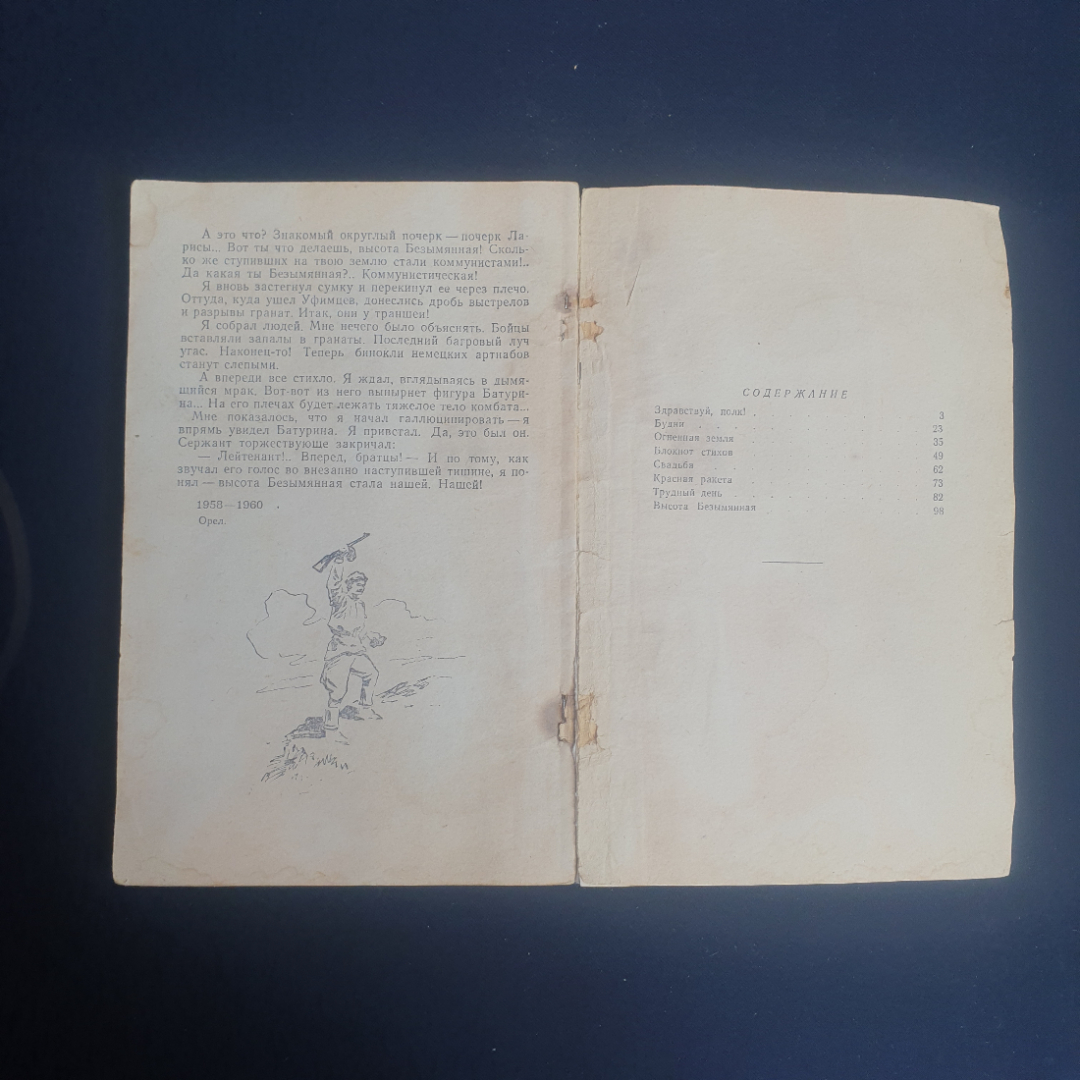 А это что? Знакомый округлый почерк — почерк Ла-
рисы... Вот ты что делаешь, высота Безымянная! Сколь-
ко же ступивших на твою землю стали коммунистами!..
Да какая ты Безымянная?.. Коммунистическая!
Я вновь застегнул сумку и перекинул ее через плечо.
Оттуда, куда ушел Уфимцев, донеслись дробь выстрелов
и разрывы гранат. Итак, они у траншеи!
Я собрал людей. Мне нечего было объяснять. Бойцы
вставляли запалы в гранаты. Последний багровый луч
угас. Наконец-то! Теперь бинокли немецких артнабов
станут слепыми.
А впереди все стихло. Я ждал, вглядываясь в дымя-
щийся мрак. Вот-вот из него вынырнет фигура Батури-
на... На его плечах будет лежать тяжелое тело комбата...
Мне показалось, что я начал галлюцинировать — я
впрямь увидел Батурина. Я привстал. Да, это был он.
Сержант торжествующе закричал:
— Лейтенант!.. Вперед, братцы! — И по тому, как
звучал его голос во внезапно наступившей тишине, я по-
нял — высота Безымянная стала нашей. Нашей!
1958—1960
Орел.
СОДЕРЖАНИЕ
Здравствуй, полк! 3
Будни 23
Огненная земля 35
Блокнот стихов 49
Свадьба 62
Красная ракета 73
Трудный день 82
Высота Безымянная 98